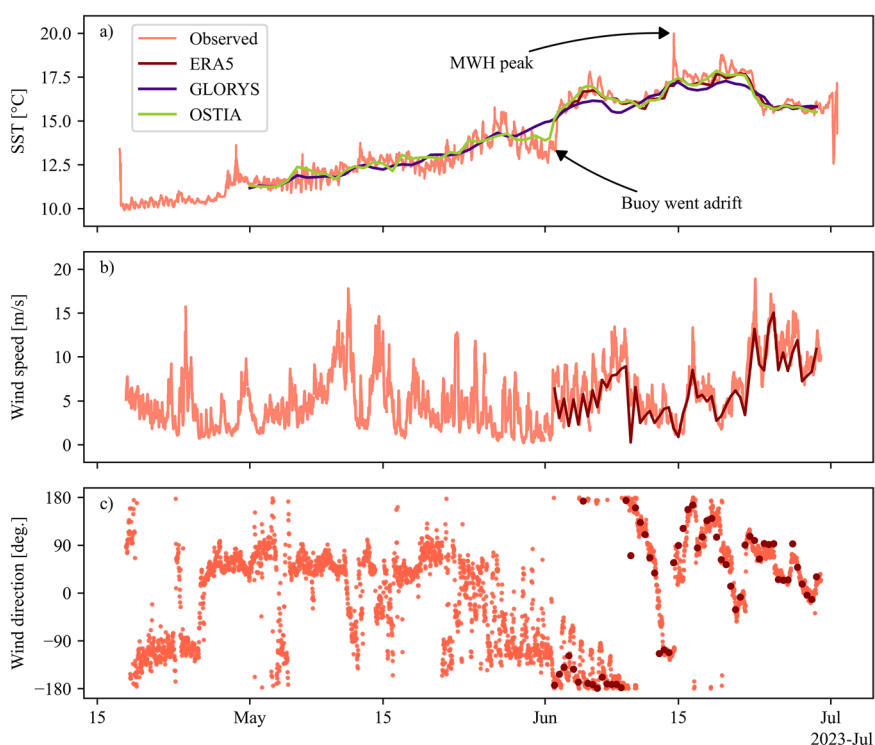 a)
Observed
ERA5
GLORYS
OSTIA
MWH peak
Buoy went adrift
SST [°C]
20.0
17.5
15.0
12.5
10.0
b)
Wind speed [m/s]
20
15
10
5
0
c)
Wind direction [deg.]
180
90
0
−90
−180
15
May
15
Jun
15
Jul
2023-Jul